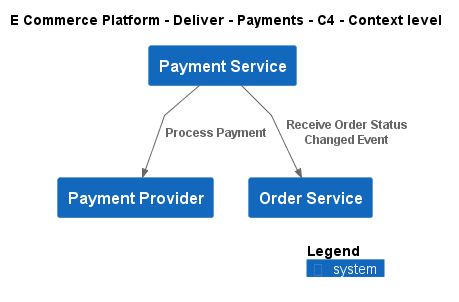 E Commerce Platform - Deliver - Payments - C4 - Context level
Payment Service
Process Payment
Receive Order Status
Changed Event
Payment Provider
Order Service
Legend
system